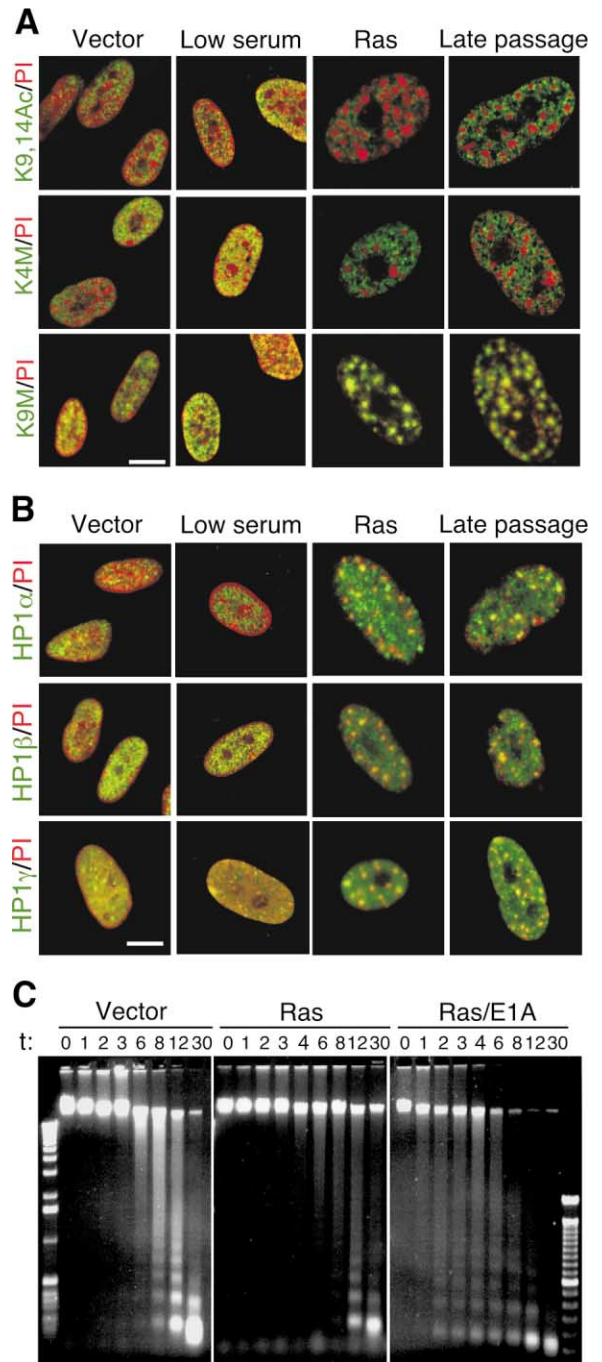 A
Vector Low serum Ras Late passage
K9,14Ac/PI
K4M/PI
K9M/PI
B
Vector Low serum Ras Late passage
HP1α/PI
HP1β/PI
HP1γ/PI
C
Vector Ras Ras/E1A
t: 0 1 2 3 6 8 12 30 0 1 2 3 4 6 8 12 30 0 1 2 3 4 6 8 12 30